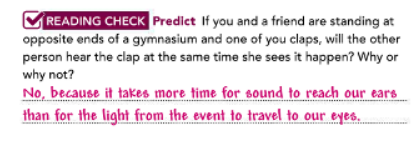 READING CHECK Predict If you and a friend are standing at
opposite ends of a gymnasium and one of you claps, will the other
person hear the clap at the same time she sees it happen? Why or
why not?
No, because it takes more time for sound to reach our ears
than for the light from the event to travel to our eyes.